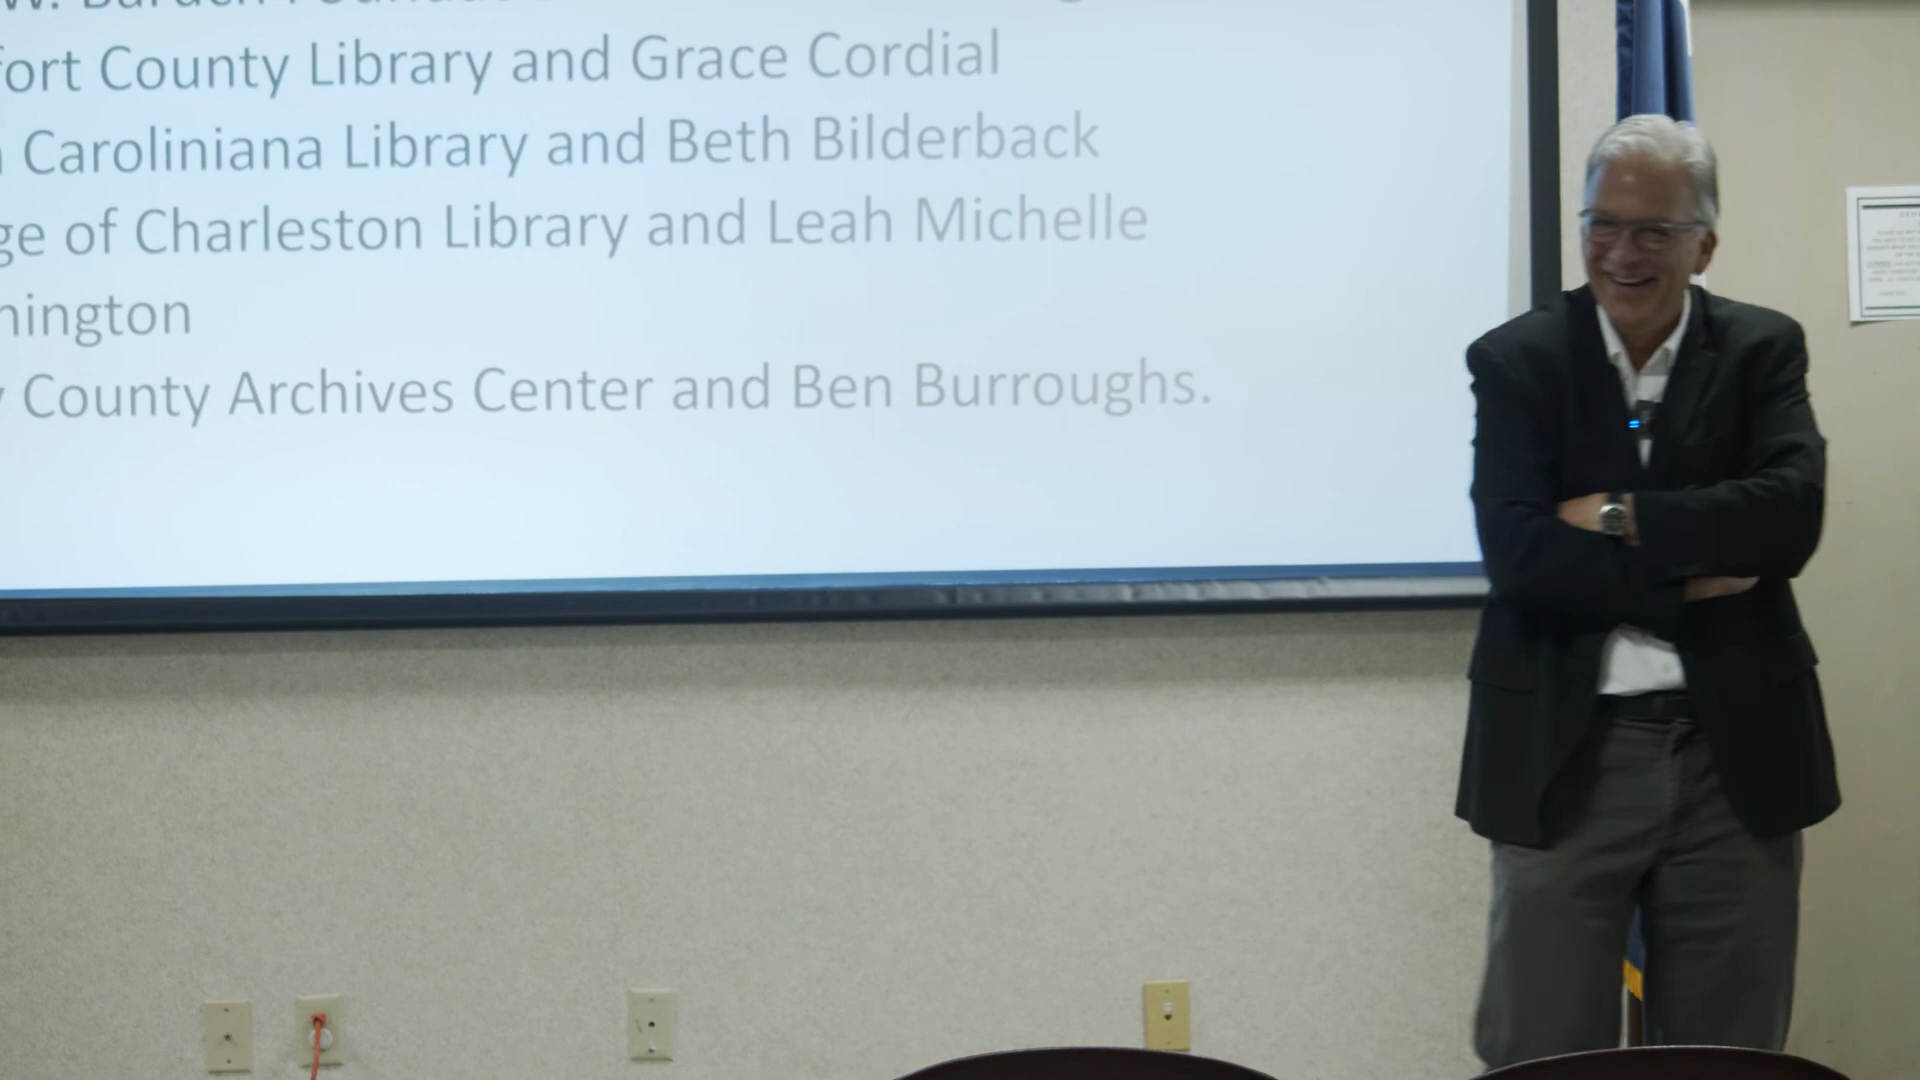 fort County Library and Grace Cordial
Caroliniana Library and Beth Bilderback
ge of Charleston Library and Leah Michelle
nington
County Archives Center and Ben Burroughs.